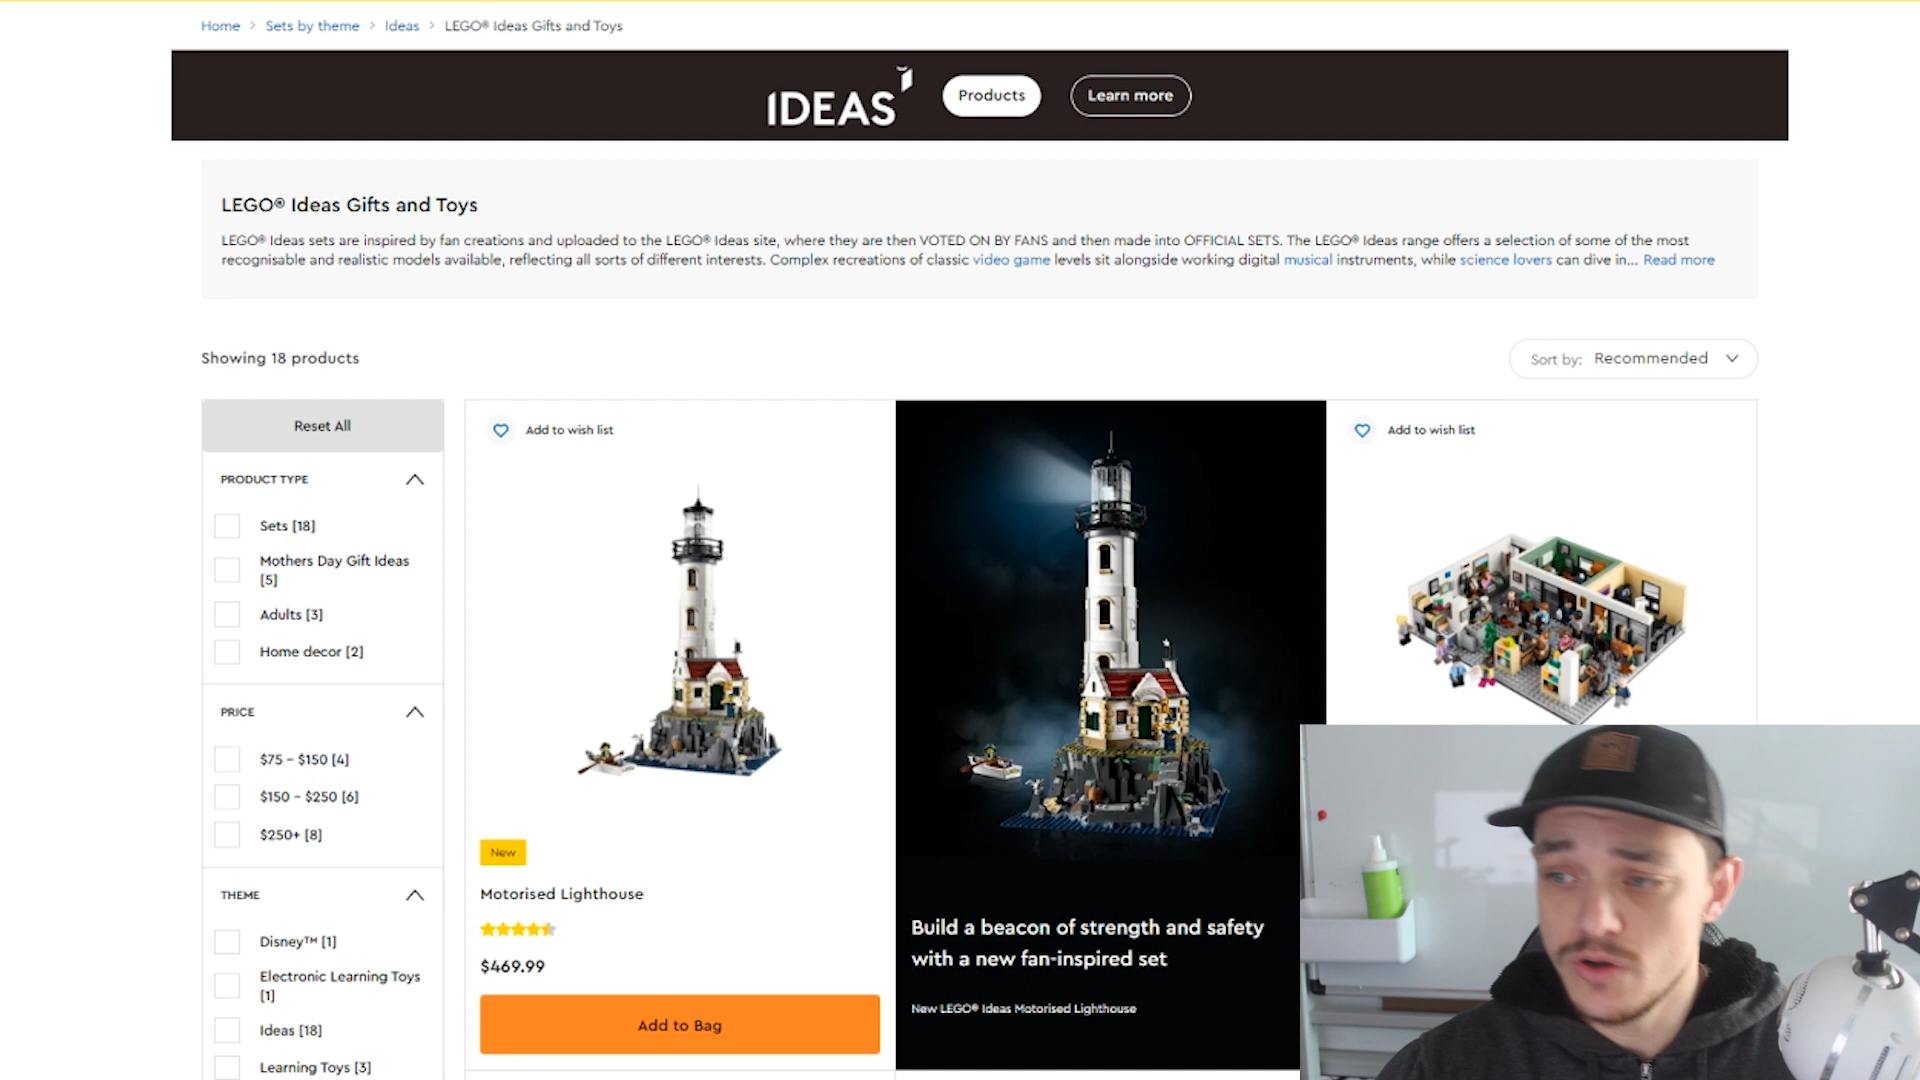 Home > Sets by theme > Ideas > LEGO® Ideas Gifts and Toys
IDEAS
Products
Learn more
LEGO® Ideas Gifts and Toys
LEGO® Ideas sets are inspired by fan creations and uploaded to the LEGO® Ideas site, where they are then VOTED ON BY FANS and then made into OFFICIAL SETS. The LEGO® Ideas range offers a selection of some of the most
recognisable and realistic models available, reflecting all sorts of different interests. Complex recreations of classic video game levels sit alongside working digital musical instruments, while science lovers can dive in... Read more
Showing 18 products
Sort by: Recommended
Reset All
PRODUCT TYPE
Sets [18]
Mothers Day Gift Ideas
[5]
Adults [3]
Home decor [2]
PRICE
$75 - $150 [4]
$150 - $250 [6]
$250+ [8]
THEME
Disney™ [1]
Electronic Learning Toys
[1]
Ideas [18]
Learning Toys [3]
Add to wish list
New
Motorised Lighthouse
$469.99
Add to Bag
Build a beacon of strength and safety
with a new fan-inspired set
New LEGO® Ideas Motorised Lighthouse
Add to wish list